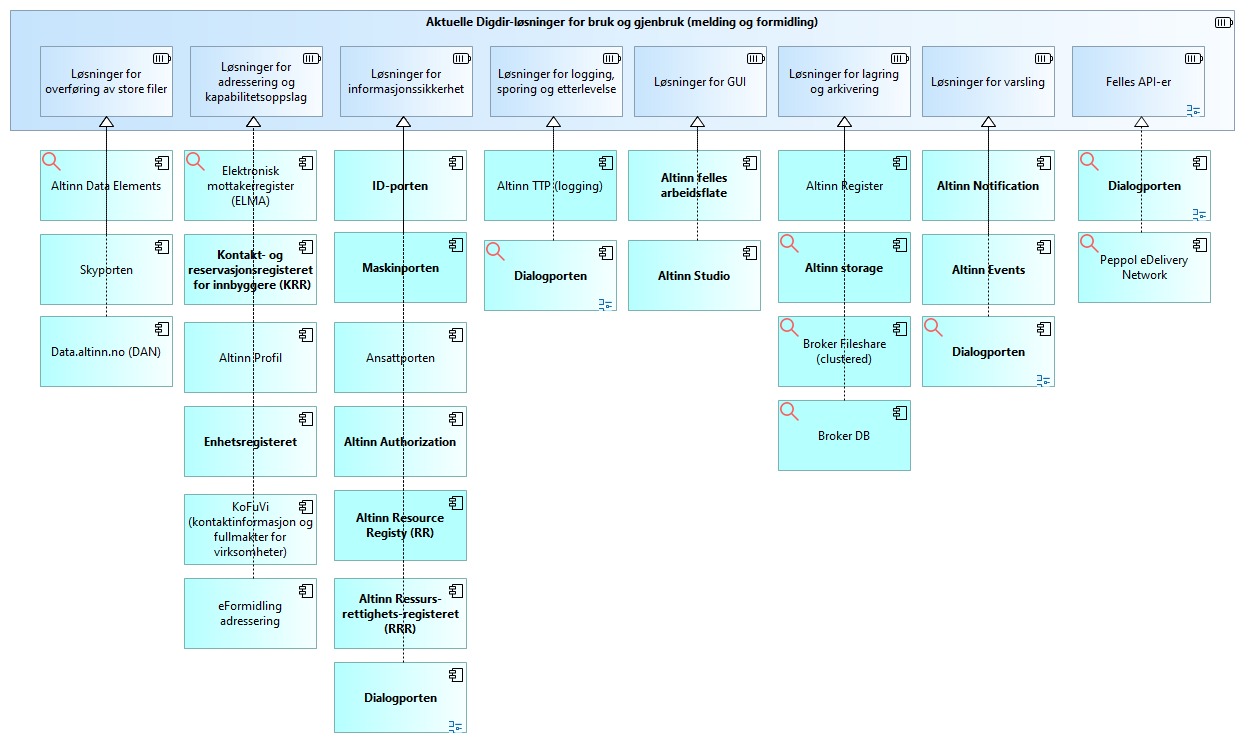 Aktuelle Digdir-løsninger for bruk og gjenbruk (melding og formidling)
Løsninger for
overføring av store filer
Løsninger for
adressering og
kapabilitetsoppslag
Løsninger for
informasjonssikkerhet
Løsninger for logging,
sporing og etterlevelse
Løsninger for GUI
Løsninger for lagring
og arkivering
Løsninger for varsling
Felles API-er
Altinn Data Elements
Skyporten
Data.altinn.no (DAN)
Elektronisk
mottakerregister
(ELMA)
Kontakt- og
reservasjonsregisteret
for innbyggere (KRR)
Altinn Profil
Enhetsregisteret
KoFuVi
(kontaktinformasjon og
fullmakter for
virksomheter)
eFormidling
adressering
ID-porten
Maskinporten
Ansattporten
Altinn Authorization
Altinn Resource
Registy (RR)
Altinn Ressurs-
rettighets-registeret
(RRR)
Dialogporten
Altinn TTP (logging)
Dialogporten
Altinn felles
arbeidsflate
Altinn Studio
Altinn Register
Altinn storage
Broker Fileshare
(clustered)
Broker DB
Altinn Notification
Altinn Events
Dialogporten
Dialogporten
Peppol eDelivery
Network